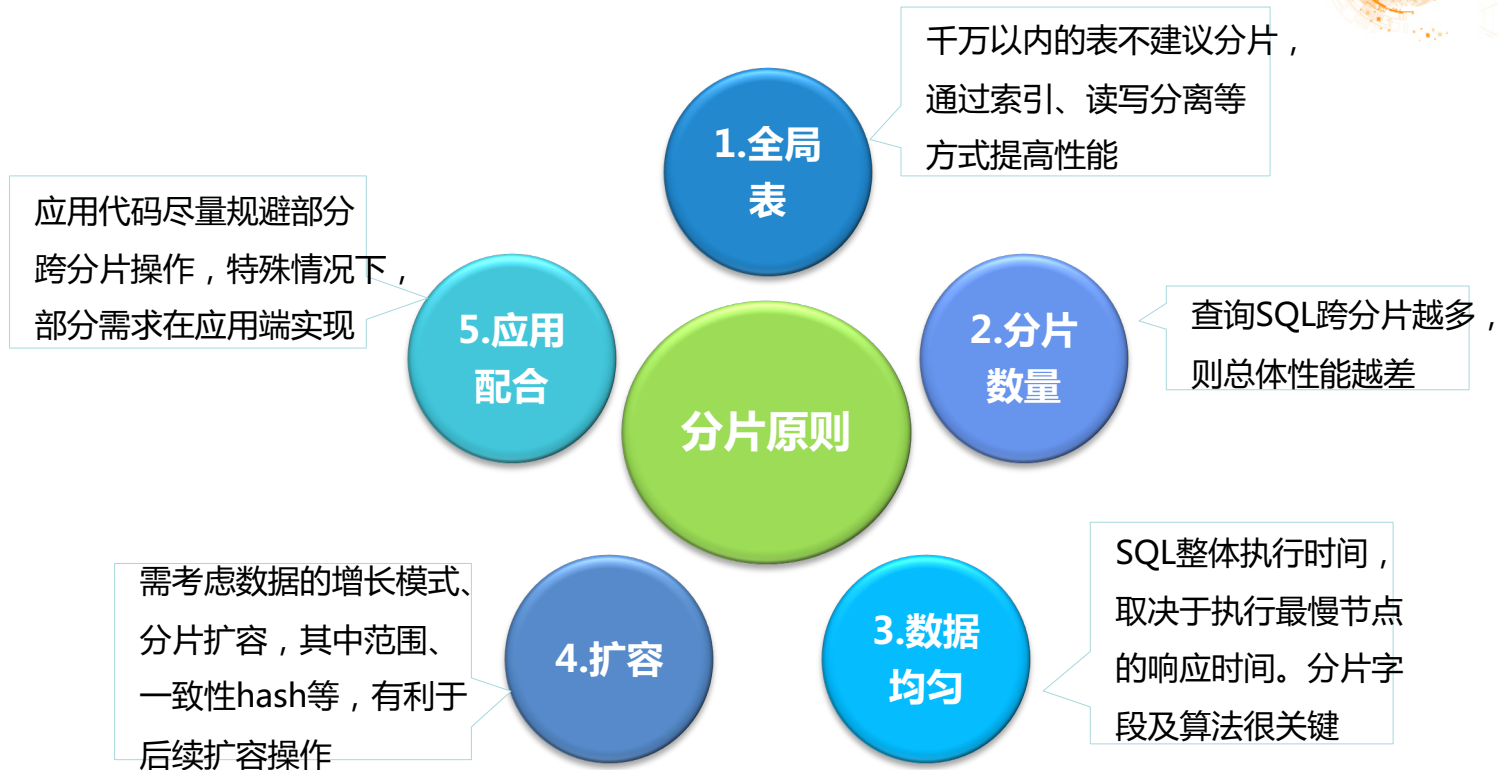 分片原则
1.全局
表
千万以内的表不建议分片，
通过索引、读写分离等
方式提高性能
2.分片
数量
查询SQL跨分片越多，
则总体性能越差
3.数据
均匀
SQL整体执行时间，
取决于执行最慢节点
的响应时间。分片字
段及算法很关键
4.扩容
需考虑数据的增长模式、
分片扩容，其中范围、
一致性hash等，有利于
后续扩容操作
5.应用
配合
应用代码尽量规避部分
跨分片操作，特殊情况下，
部分需求在应用端实现